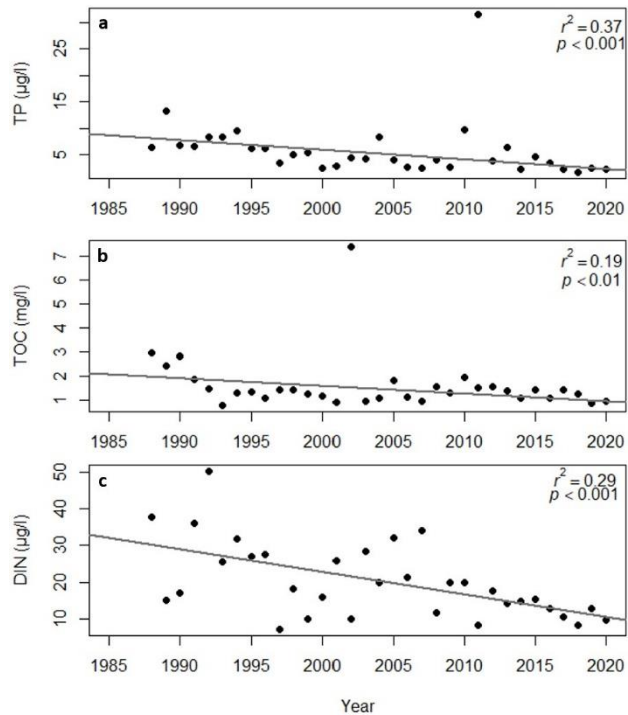 a
r² = 0.37
p < 0.001
TP (µg/l)
25
15
5
1985 1990 1995 2000 2005 2010 2015 2020
b
r² = 0.19
p < 0.01
TOC (mg/l)
7
6
5
4
3
2
1
1985 1990 1995 2000 2005 2010 2015 2020
c
r² = 0.29
p < 0.001
DIN (µg/l)
50
40
30
20
10
1985 1990 1995 2000 2005 2010 2015 2020
Year